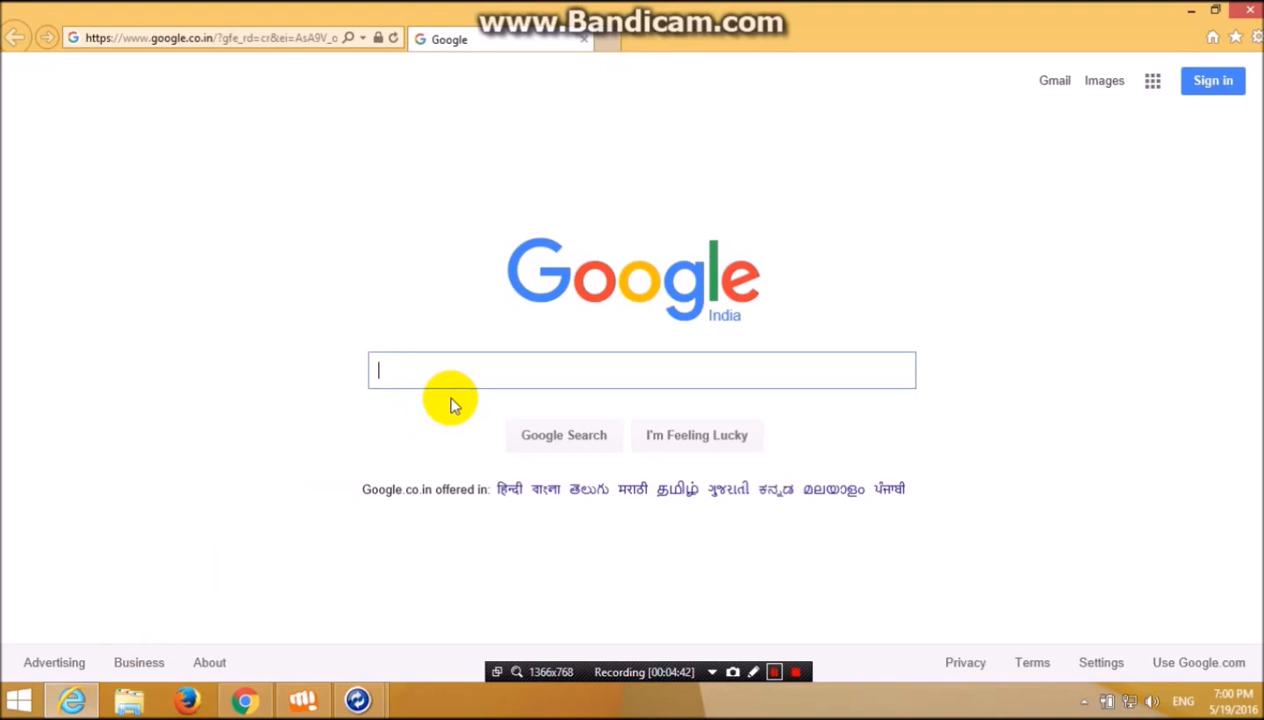 www.Bandicam.com
https://www.google.co.in/?gfe_rd=cr&ei=AsA9V_o
Google
Gmail Images Sign in
Google
India
Google Search I'm Feeling Lucky
Google.co.in offered in: हिन्दी বাংলা తెలుగు मराठी தமிழ் ગુજરાતી ಕನ್ನಡ മലയാളം ਪੰਜਾਬੀ
Advertising Business About Privacy Terms Settings Use Google.com
1366x768 Recording [00:04:42]
ENG 7:00 PM
5/19/2016